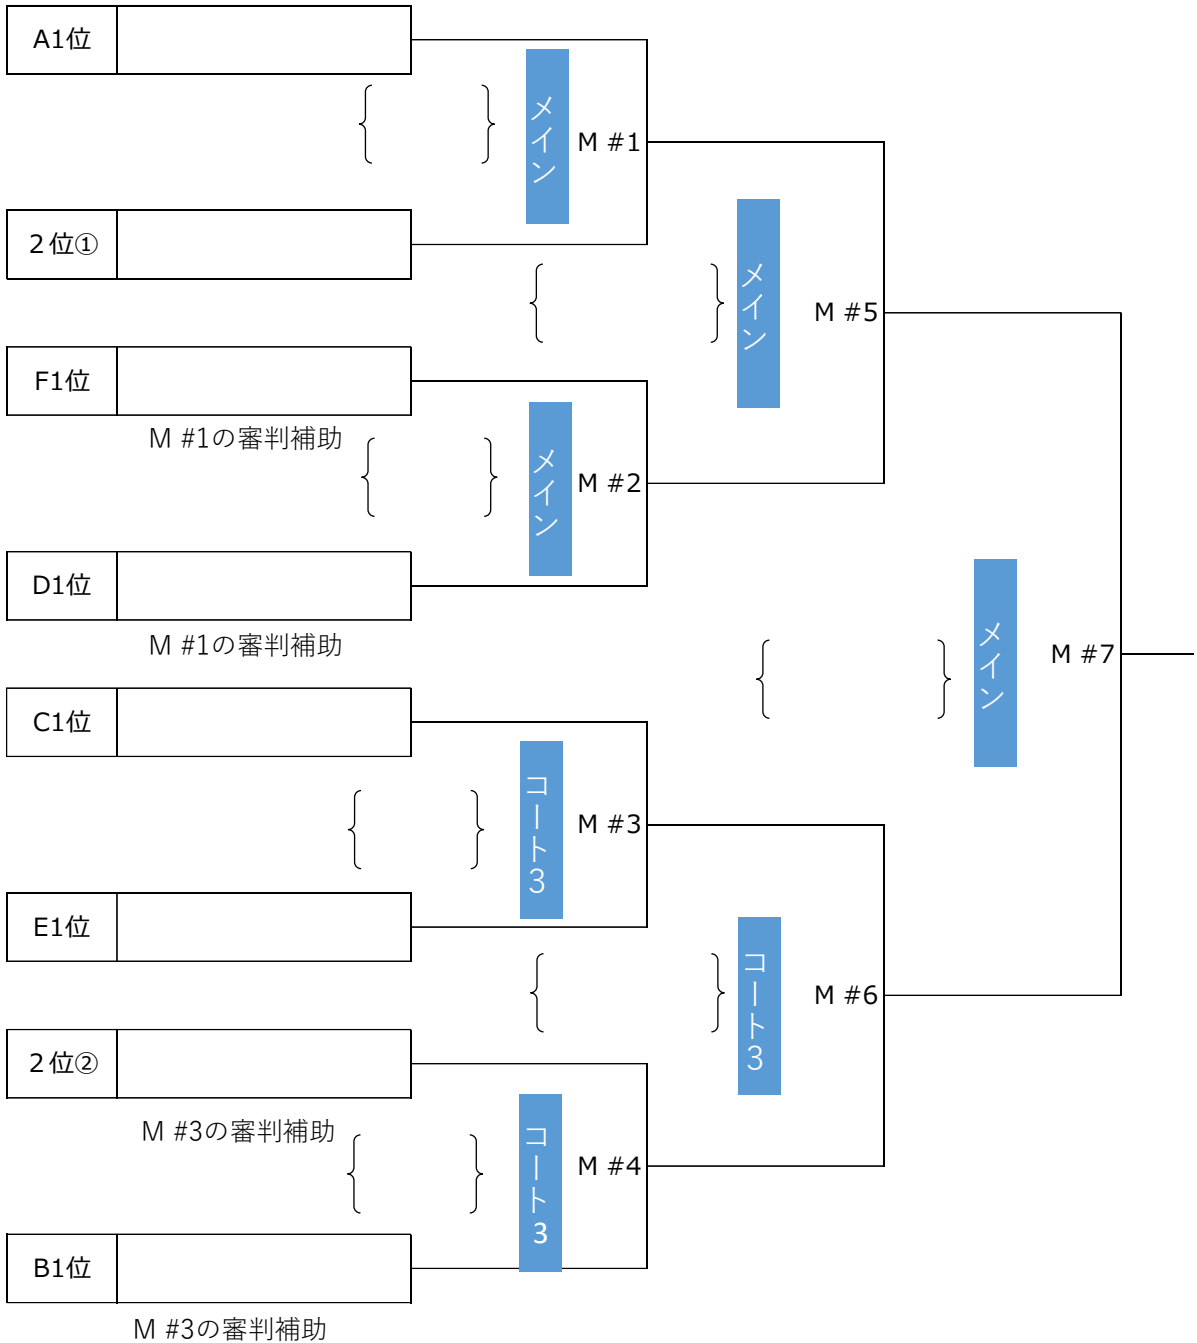 A1位
メイン
M #1
２位①
メイン
M #5
F1位
M #1の審判補助
メイン
M #2
D1位
M #1の審判補助
メイン
M #7
C1位
コート３
M #3
E1位
コート３
M #6
２位②
M #3の審判補助
コート３
M #4
B1位
M #3の審判補助